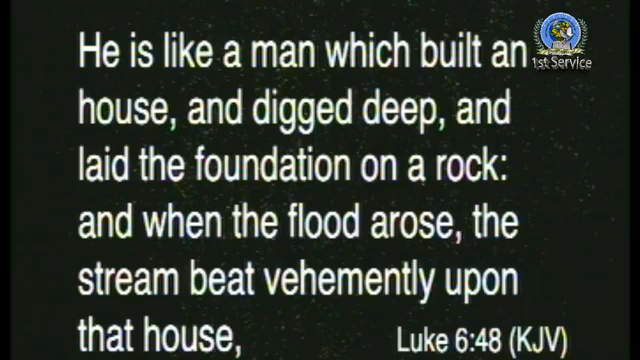 He is like a man which built an
1st Service
house, and digged deep, and
laid the foundation on a rock:
and when the flood arose, the
stream beat vehemently upon
that house,
Luke 6:48 (KJV)